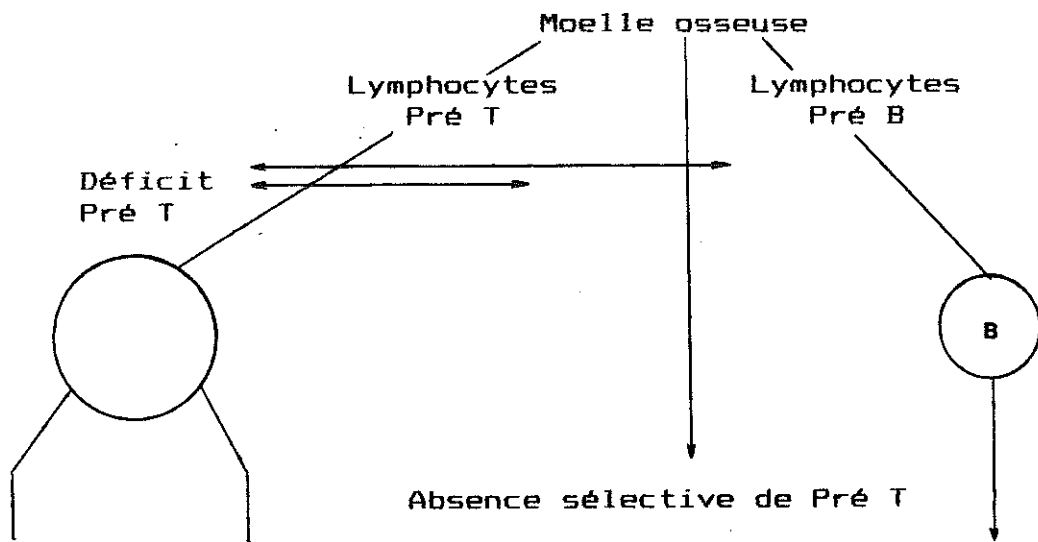 Moelle osseuse
Lymphocytes
Pré T
Lymphocytes
Pré B
Déficit
Pré T
B
Absence sélective de Pré T